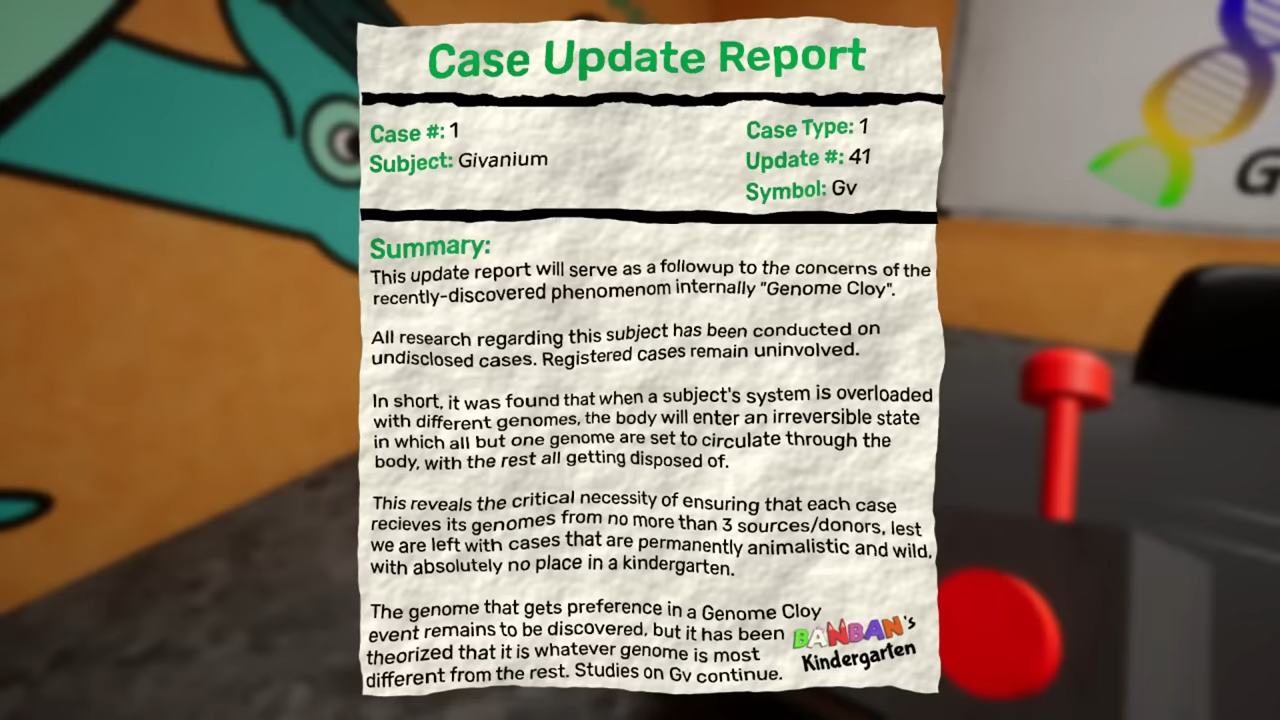 Case Update Report
Case #: 1
Subject: Givanium
Case Type: 1
Update #: 41
Symbol: Gv
Summary:
This update report will serve as a followup to the concerns of the
recently-discovered phenomenom internally "Genome Cloy".
All research regarding this subject has been conducted on
undisclosed cases. Registered cases remain uninvolved.
In short, it was found that when a subject's system is overloaded
with different genomes, the body will enter an irreversible state
in which all but one genome are set to circulate through the
body, with the rest all getting disposed of.
This reveals the critical necessity of ensuring that each case
recieves its genomes from no more than 3 sources/donors, lest
we are left with cases that are permanently animalistic and wild,
with absolutely no place in a kindergarten.
The genome that gets preference in a Genome Cloy
event remains to be discovered, but it has been
theorized that it is whatever genome is most
different from the rest. Studies on Gv continue.
BANBAN's
Kindergarten
G